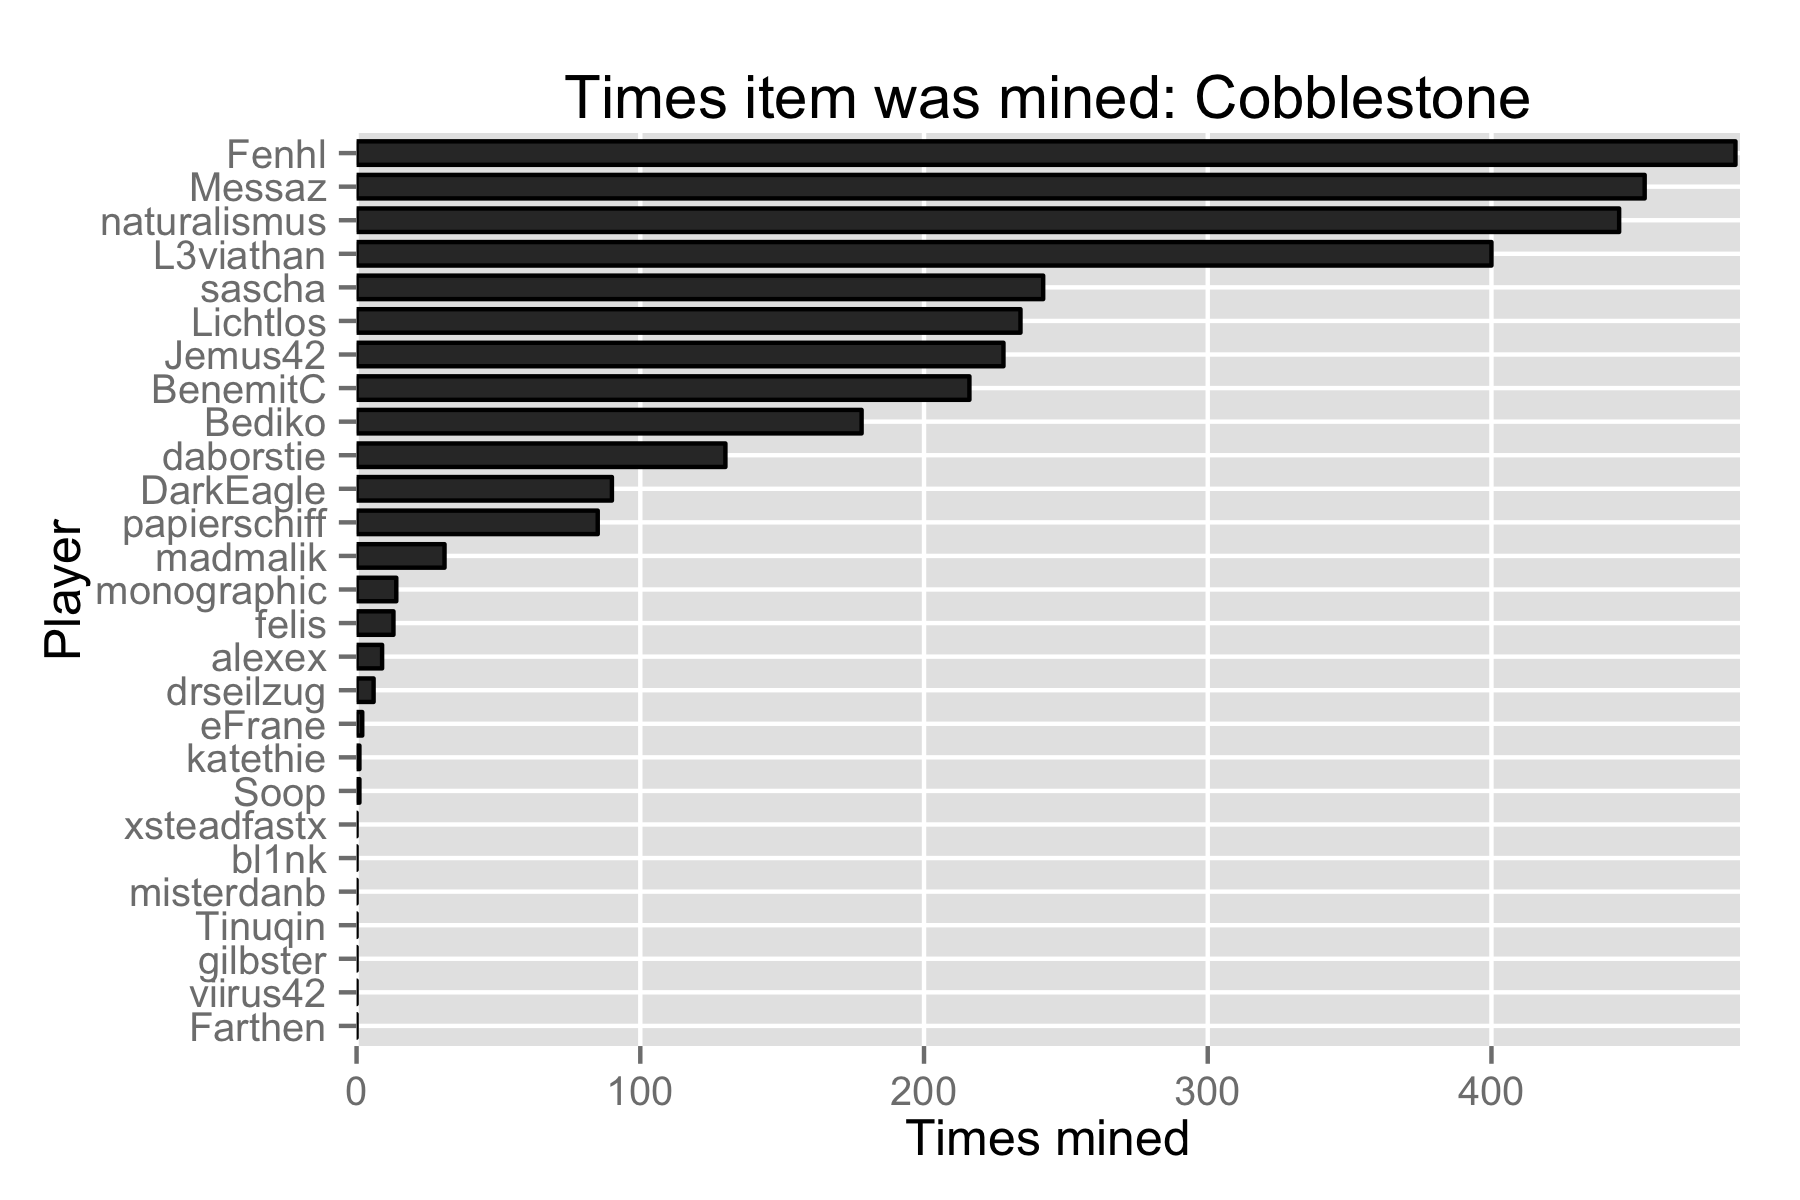 Times item was mined: Cobblestone
Fenhl
Messaz
naturalismus
L3viathan
sascha
Lichtlos
Jemus42
BenemitC
Bediko
daborstie
DarkEagle
papierschiff
madmalik
monographic
felis
alexex
drseilzug
eFrane
katethie
Soop
xsteadfastx
bl1nk
misterdanb
Tinuqin
gilbster
viirus42
Farthen
Player
0 100 200 300 400
Times mined